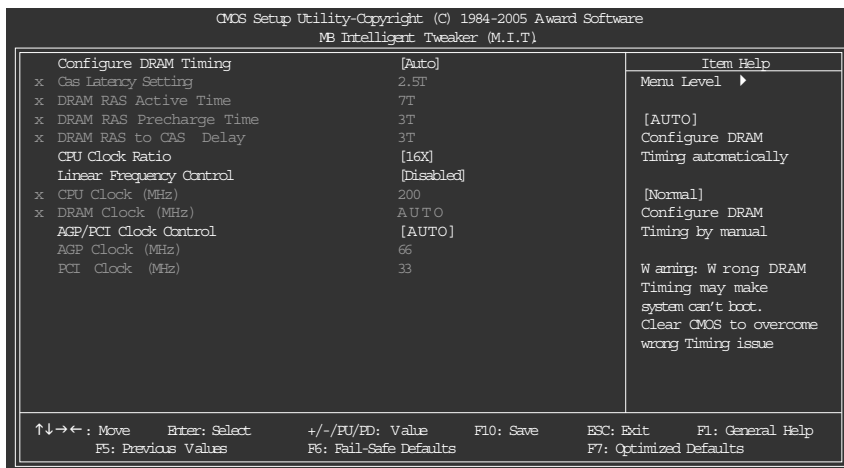 CMOS Setup Utility-Copyright (C) 1984-2005 Award Software
MB Intelligent Tweaker (M.I.T)
Configure DRAM Timing [Auto]
x Cas Latency Setting 2.5T
x DRAM RAS Active Time 7T
x DRAM RAS Precharge Time 3T
x DRAM RAS to CAS Delay 3T
CPU Clock Ratio [16X]
Linear Frequency Control [Disabled]
x CPU Clock (MHz) 200
x DRAM Clock (MHz) AUTO
AGP/PCI Clock Control [AUTO]
AGP Clock (MHz) 66
PCI Clock (MHz) 33
Item Help
Menu Level ▶
[AUTO]
Configure DRAM
Timing automatically
[Normal]
Configure DRAM
Timing by manual
Warning: Wrong DRAM
Timing may make
system can't boot.
Clear CMOS to overcome
wrong Timing issue
↑↓→←: Move Enter: Select +/-/PU/PD: Value F10: Save ESC: Exit F1: General Help
F5: Previous Values F6: Fail-Safe Defaults F7: Optimized Defaults